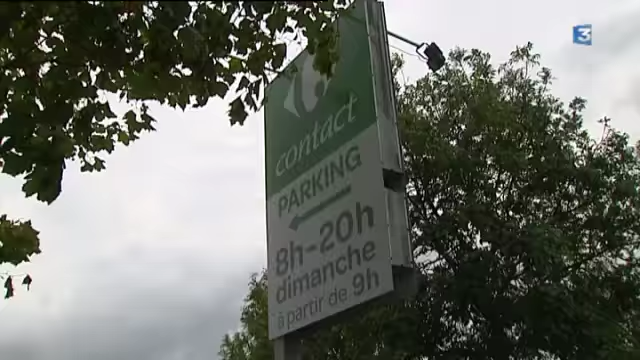 3
contact
PARKING
8h-20h
dimanche
à partir de 9h